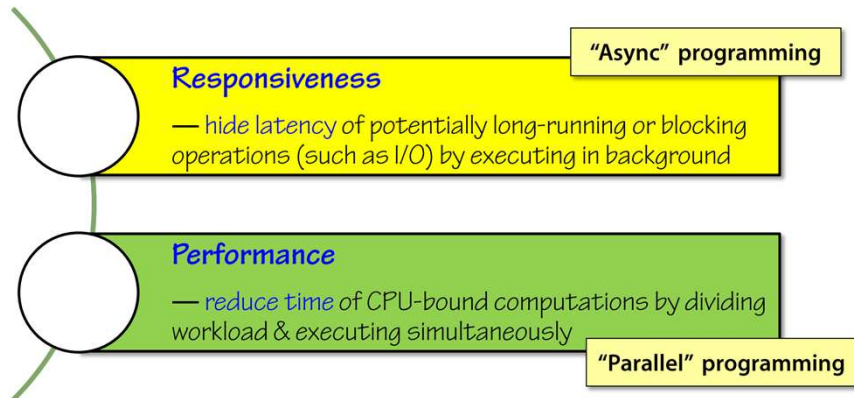 “Async” programming
Responsiveness
— hide latency of potentially long-running or blocking
operations (such as I/O) by executing in background
Performance
— reduce time of CPU-bound computations by dividing
workload & executing simultaneously
“Parallel” programming